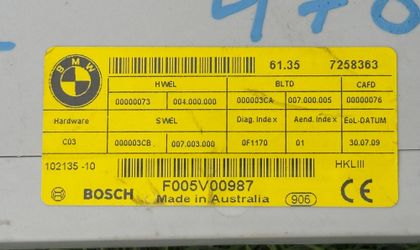 470
BMW
61.35 7258363
HWEL BLTD CAFD
00000073 004.000.000 000003CA 007.000.005 00000076
Hardware SWEL Diag. Index Aend. Index EoL-DATUM
C03 000003CB 007.003.000 0F1170 01 30.07.09
102135 -10 HKLIII
BOSCH F005V00987 906 CE
Made in Australia